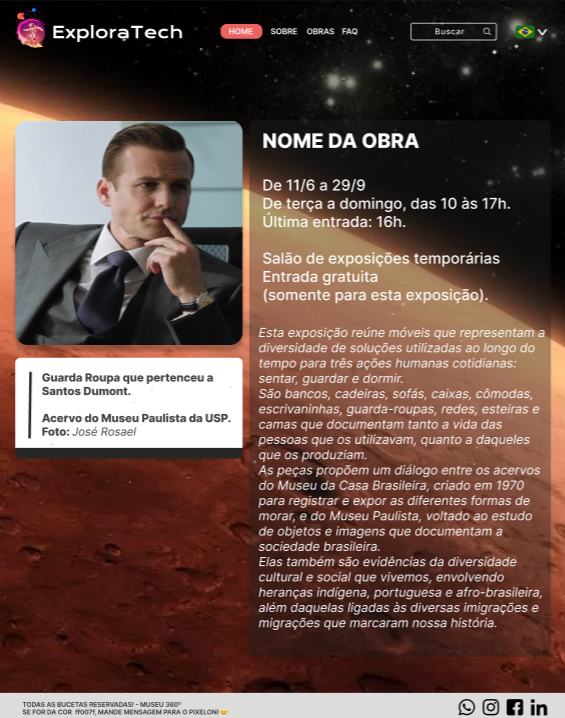 ExploraTech
HOME SOBRE OBRAS FAQ
Buscar
NOME DA OBRA
De 11/6 a 29/9
De terça a domingo, das 10 às 17h.
Última entrada: 16h.
Salão de exposições temporárias
Entrada gratuita
(somente para esta exposição).
Guarda Roupa que pertenceu a
Santos Dumont.
Acervo do Museu Paulista da USP.
Foto: José Rosael
Esta exposição reúne móveis que representam a
diversidade de soluções utilizadas ao longo do
tempo para três ações humanas cotidianas:
sentar, guardar e dormir.
São bancos, cadeiras, sofás, caixas, cômodas,
escrivaninhas, guarda-roupas, redes, esteiras e
camas que documentam tanto a vida das
pessoas que os utilizavam, quanto a daqueles
que os produziam.
As peças propõem um diálogo entre os acervos
do Museu da Casa Brasileira, criado em 1970
para registrar e expor as diferentes formas de
morar, e do Museu Paulista, voltado ao estudo
de objetos e imagens que documentam a
sociedade brasileira.
Elas também são evidências da diversidade
cultural e social que vivemos, envolvendo
heranças indígena, portuguesa e afro-brasileira,
além daquelas ligadas às diversas imigrações e
migrações que marcaram nossa história.
TODAS AS BUCETAS RESERVADAS! - MUSEU 360º
SE FOR DA COR ff007f, MANDE MENSAGEM PARA O PIXELONI 😊